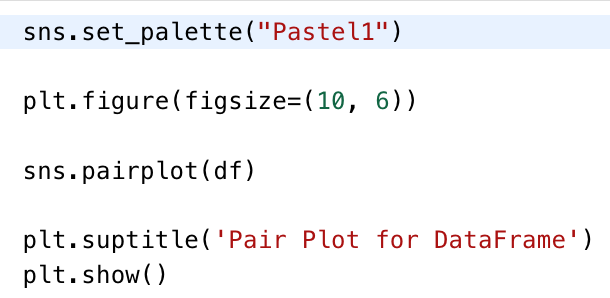 sns.set_palette("Pastel1")
plt.figure(figsize=(10, 6))
sns.pairplot(df)
plt.suptitle('Pair Plot for DataFrame')
plt.show()